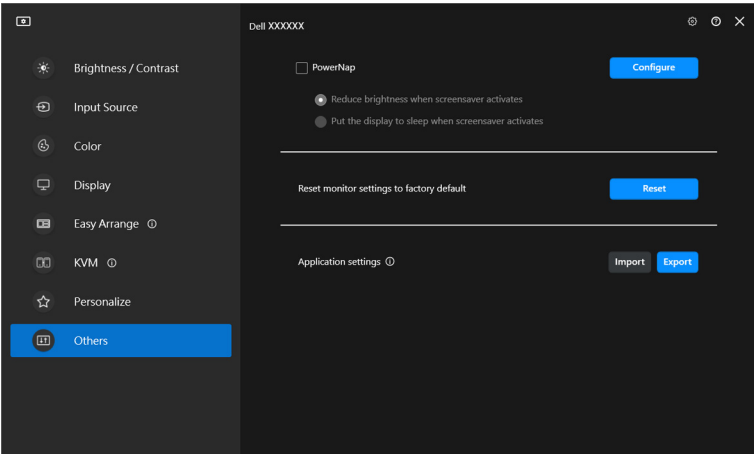 Dell XXXXXX
Brightness / Contrast
Input Source
Color
Display
Easy Arrange
KVM
Personalize
Others
PowerNap
Configure
Reduce brightness when screensaver activates
Put the display to sleep when screensaver activates
Reset monitor settings to factory default
Reset
Application settings
Import
Export